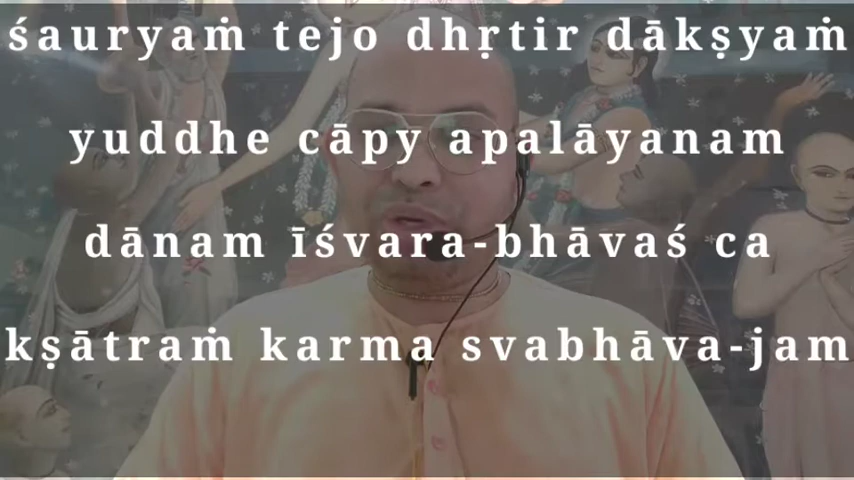 śauryaṁ tejo dhṛtir dākṣyaṁ
yuddhe cāpy apalāyanam
dānam īśvara-bhāvaś ca
kṣātraṁ karma svabhāva-jam